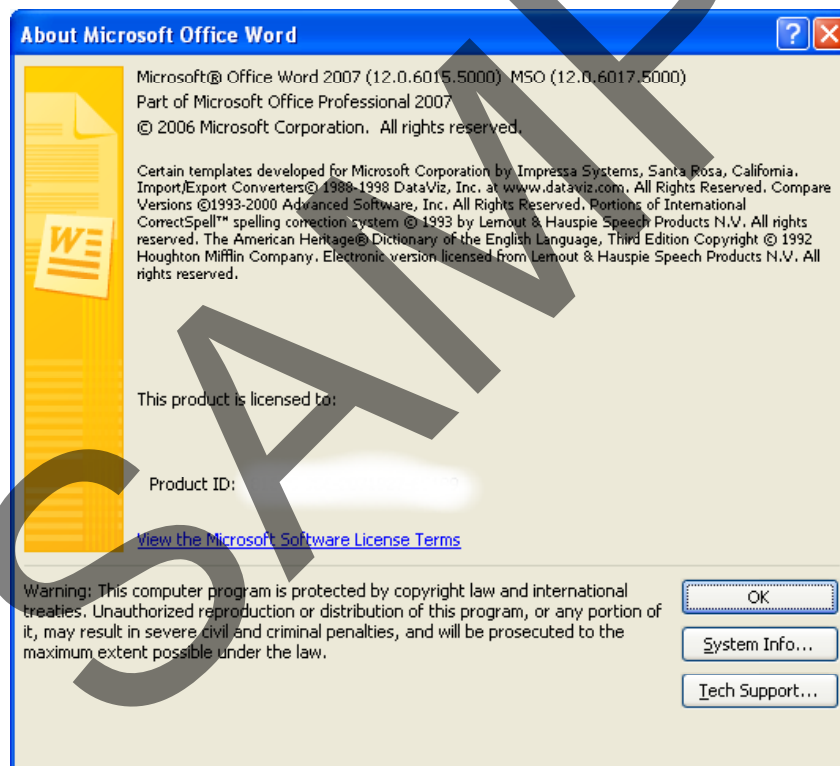 About Microsoft Office Word
Microsoft® Office Word 2007 (12.0.6015.5000) MSO (12.0.6017.5000)
Part of Microsoft Office Professional 2007
© 2006 Microsoft Corporation. All rights reserved.
Certain templates developed for Microsoft Corporation by Impressa Systems, Santa Rosa, California.
Import/Export Converters© 1988-1998 DataViz, Inc. at www.dataviz.com. All Rights Reserved. Compare
Versions ©1993-2000 Advanced Software, Inc. All Rights Reserved. Portions of International
CorrectSpell™ spelling correction system © 1993 by Lernout & Hauspie Speech Products N.V. All rights
reserved. The American Heritage® Dictionary of the English Language, Third Edition Copyright © 1992
Houghton Mifflin Company. Electronic version licensed from Lernout & Hauspie Speech Products N.V. All
rights reserved.
W
This product is licensed to:
Product ID:
View the Microsoft Software License Terms
Warning: This computer program is protected by copyright law and international
treaties. Unauthorized reproduction or distribution of this program, or any portion of
it, may result in severe civil and criminal penalties, and will be prosecuted to the
maximum extent possible under the law.
OK
System Info...
Tech Support...
SAMP